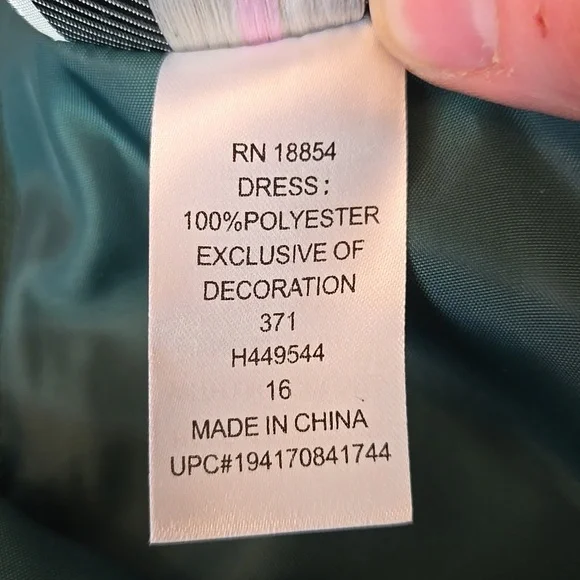 RN 18854
DRESS:
100%POLYESTER
EXCLUSIVE OF
DECORATION
371
H449544
16
MADE IN CHINA
UPC#194170841744